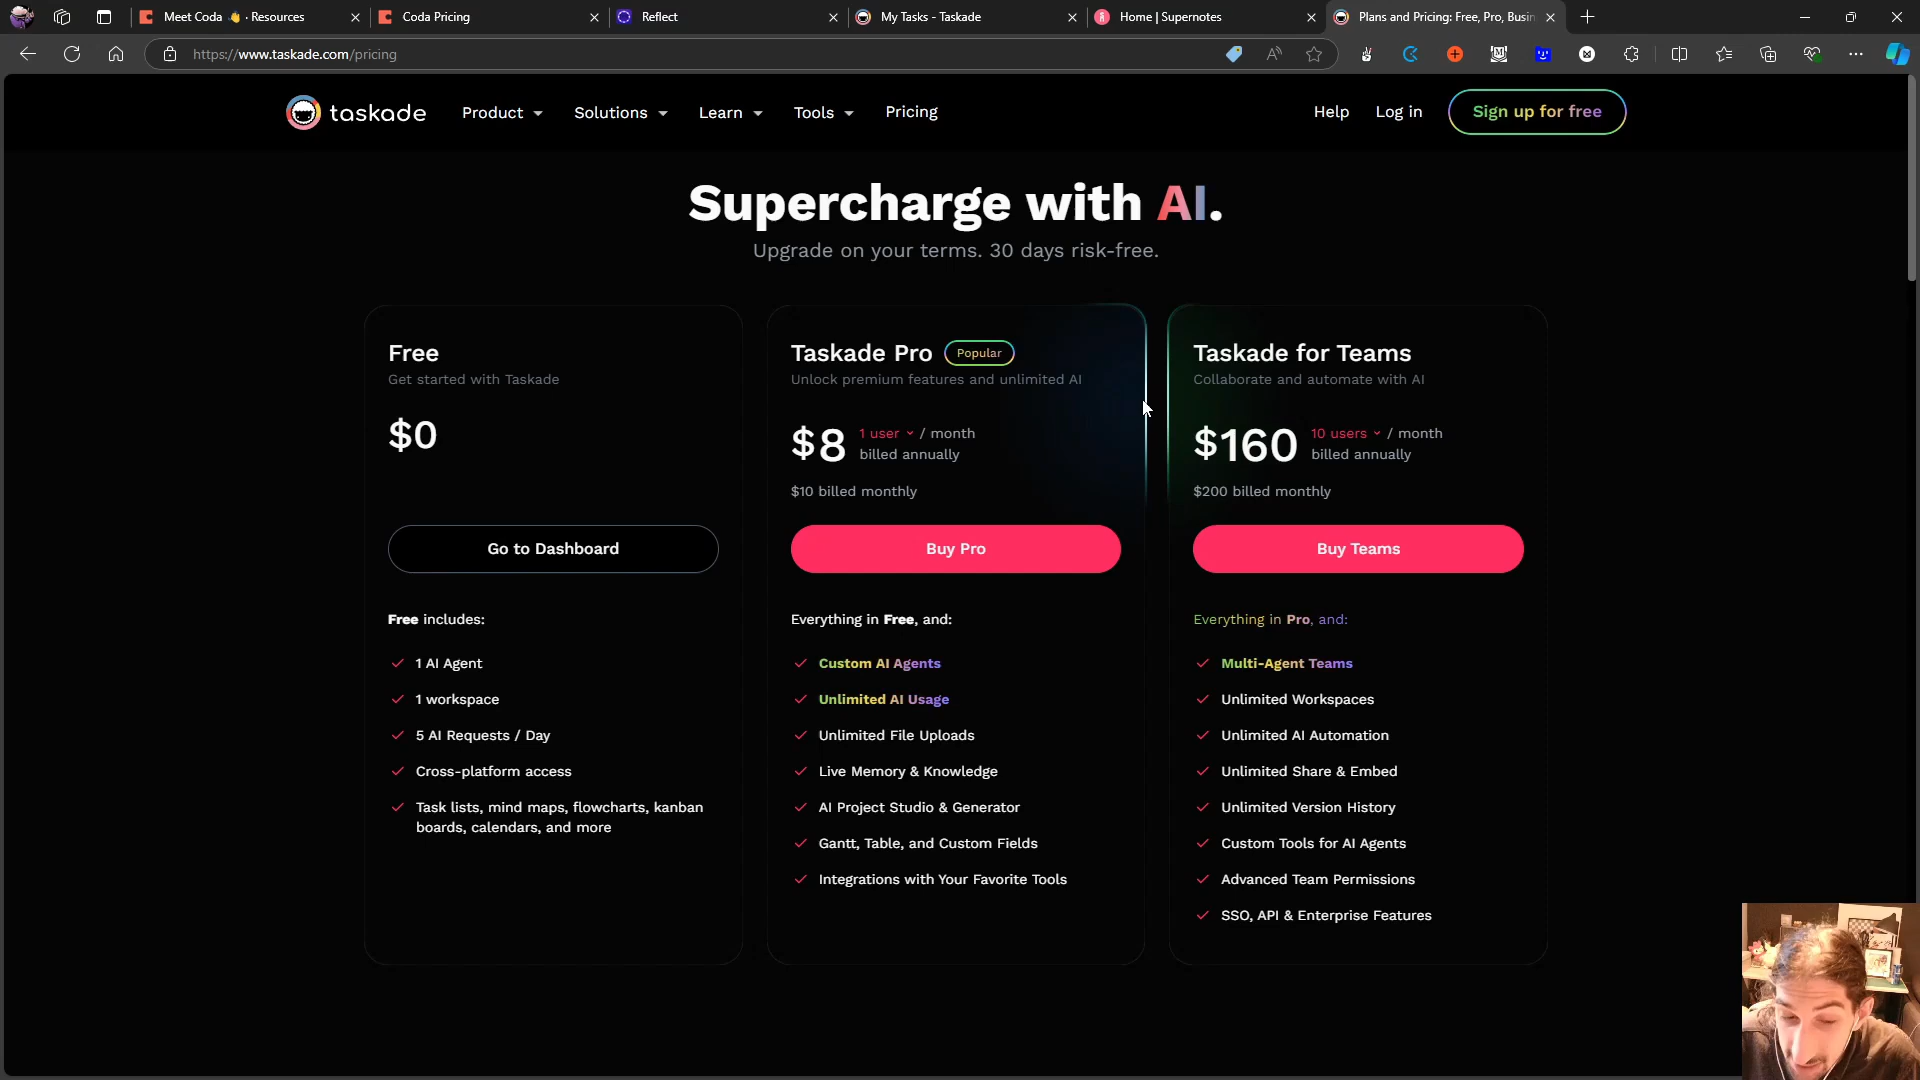 Meet Coda 👋 · Resources
Coda Pricing
Reflect
My Tasks - Taskade
Home | Supernotes
Plans and Pricing: Free, Pro, Busin
https://www.taskade.com/pricing
taskade
Product
Solutions
Learn
Tools
Pricing
Help
Log in
Sign up for free
Supercharge with AI.
Upgrade on your terms. 30 days risk-free.
Free
Get started with Taskade
$0
Go to Dashboard
Free includes:
1 AI Agent
1 workspace
5 AI Requests / Day
Cross-platform access
Task lists, mind maps, flowcharts, kanban
boards, calendars, and more
Taskade Pro
Popular
Unlock premium features and unlimited AI
$8
1 user / month
billed annually
$10 billed monthly
Buy Pro
Everything in Free, and:
Custom AI Agents
Unlimited AI Usage
Unlimited File Uploads
Live Memory & Knowledge
AI Project Studio & Generator
Gantt, Table, and Custom Fields
Integrations with Your Favorite Tools
Taskade for Teams
Collaborate and automate with AI
$160
10 users / month
billed annually
$200 billed monthly
Buy Teams
Everything in Pro, and:
Multi-Agent Teams
Unlimited Workspaces
Unlimited AI Automation
Unlimited Share & Embed
Unlimited Version History
Custom Tools for AI Agents
Advanced Team Permissions
SSO, API & Enterprise Features